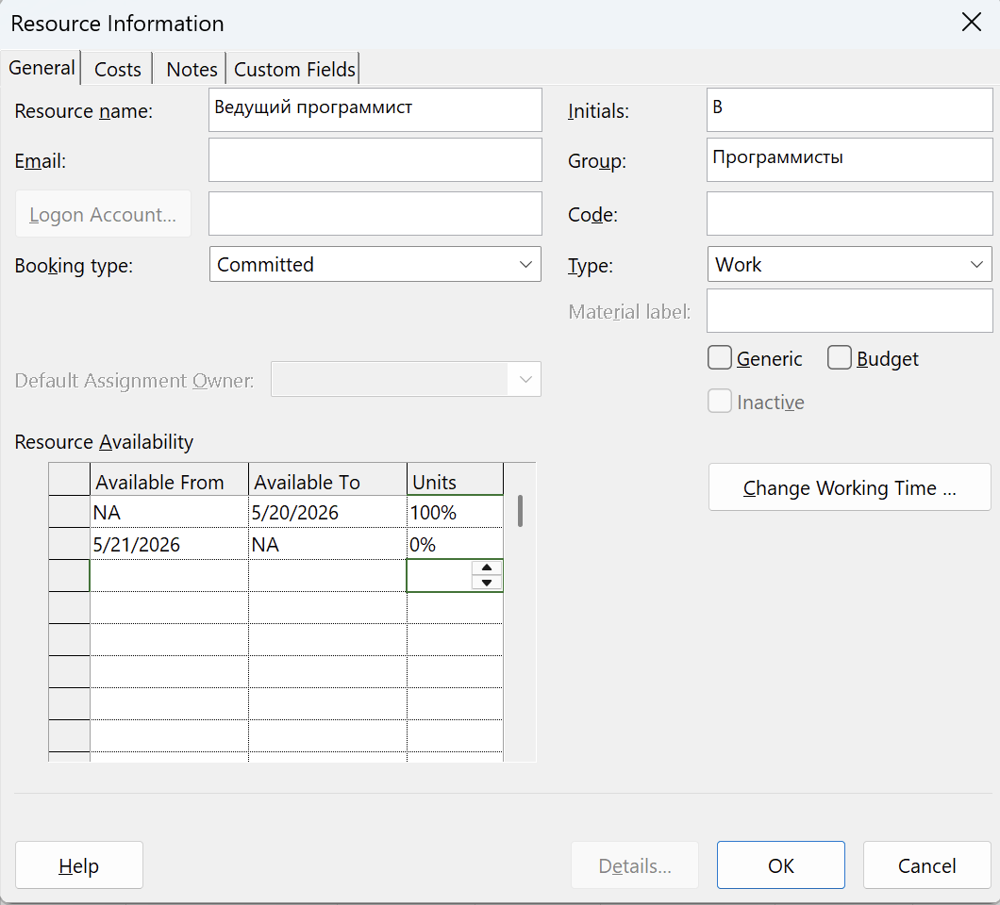 Resource Information
General Costs Notes Custom Fields
Resource name: Ведущий программист Initials: В
Email: Group: Программисты
Logon Account... Code:
Booking type: Committed Type: Work
Material label:
Generic Budget
Default Assignment Owner:
Inactive
Resource Availability
Available From Available To Units
Change Working Time ...
NA 5/20/2026 100%
5/21/2026 NA 0%
Help Details... OK Cancel